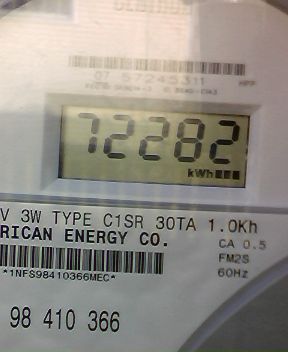 07 57245311
72282
kWh
V 3W TYPE C1SR 30TA 1.0Kh
RICAN ENERGY CO.
CA 0.5
FM2S
60Hz
*1NFS98410366MEC*
98 410 366